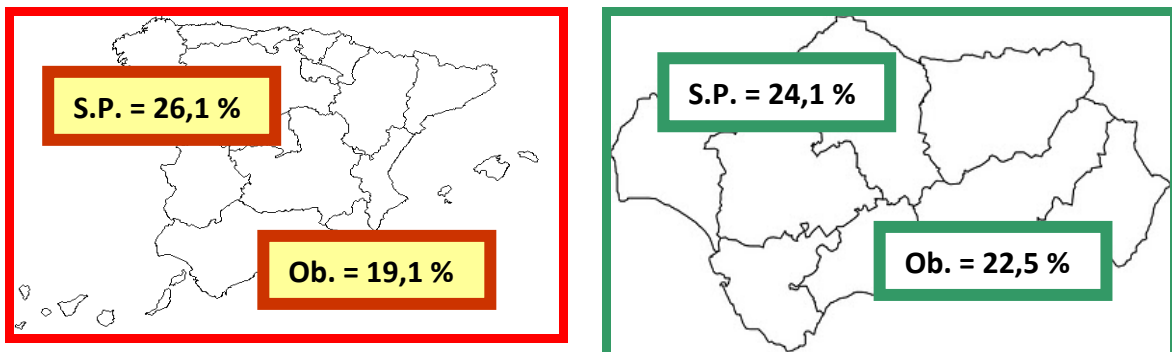 S.P. = 26,1 %
Ob. = 19,1 %
S.P. = 24,1 %
Ob. = 22,5 %